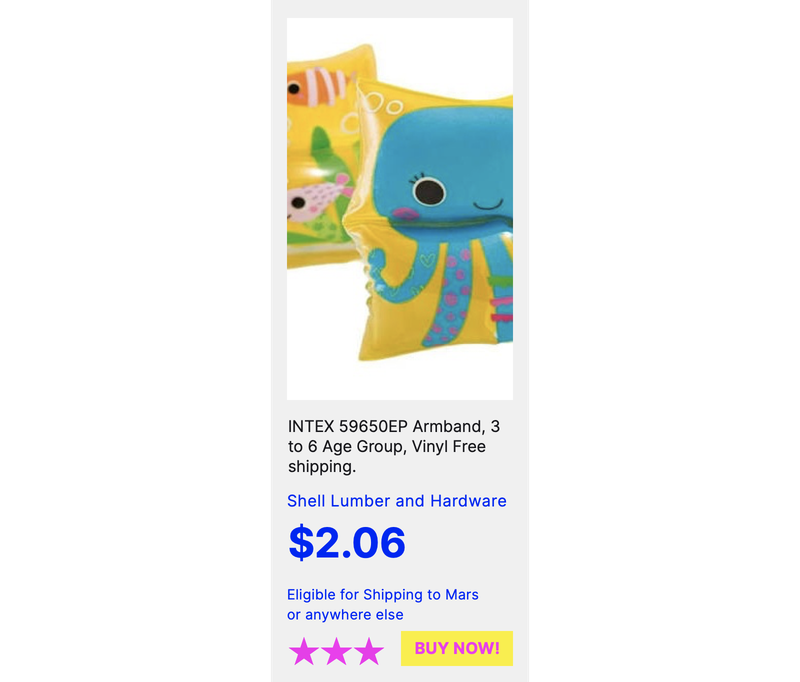 INTEX 59650EP Armband, 3
to 6 Age Group, Vinyl Free
shipping.
Shell Lumber and Hardware
$2.06
Eligible for Shipping to Mars
or anywhere else
BUY NOW!